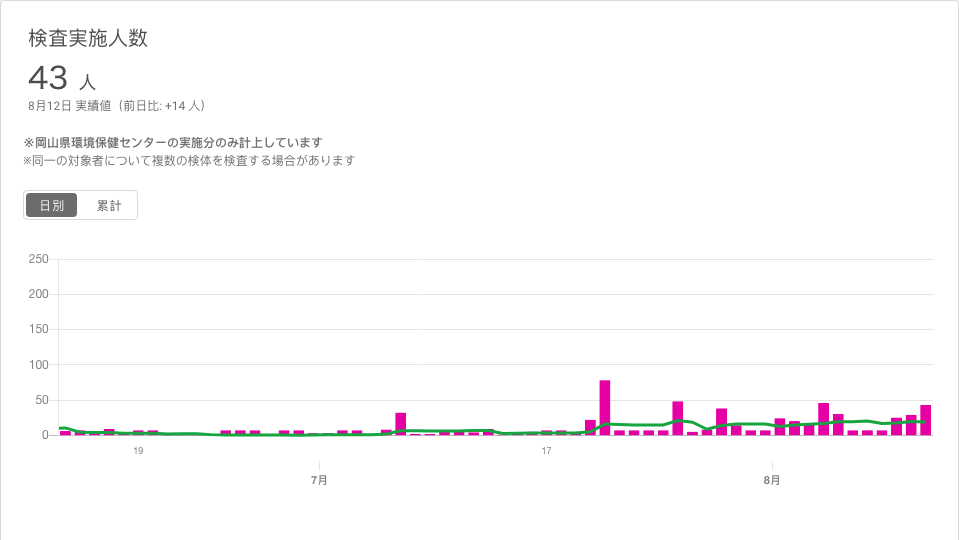 検査実施人数
43 人
8月12日 実績値（前日比: +14 人）
※岡山県環境保健センターの実施分のみ計上しています
※同一の対象者について複数の検体を検査する場合があります
日別 累計
250
200
150
100
50
0
19 17
7月 8月